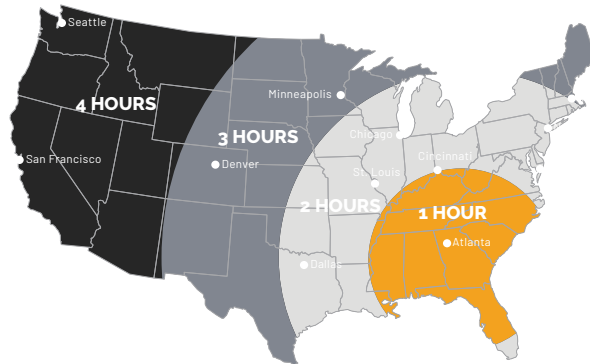 Seattle
4 HOURS
Minneapolis
3 HOURS
Chicago
San Francisco
Denver
Cincinnati
St. Louis
2 HOURS
1 HOUR
Atlanta
Dallas